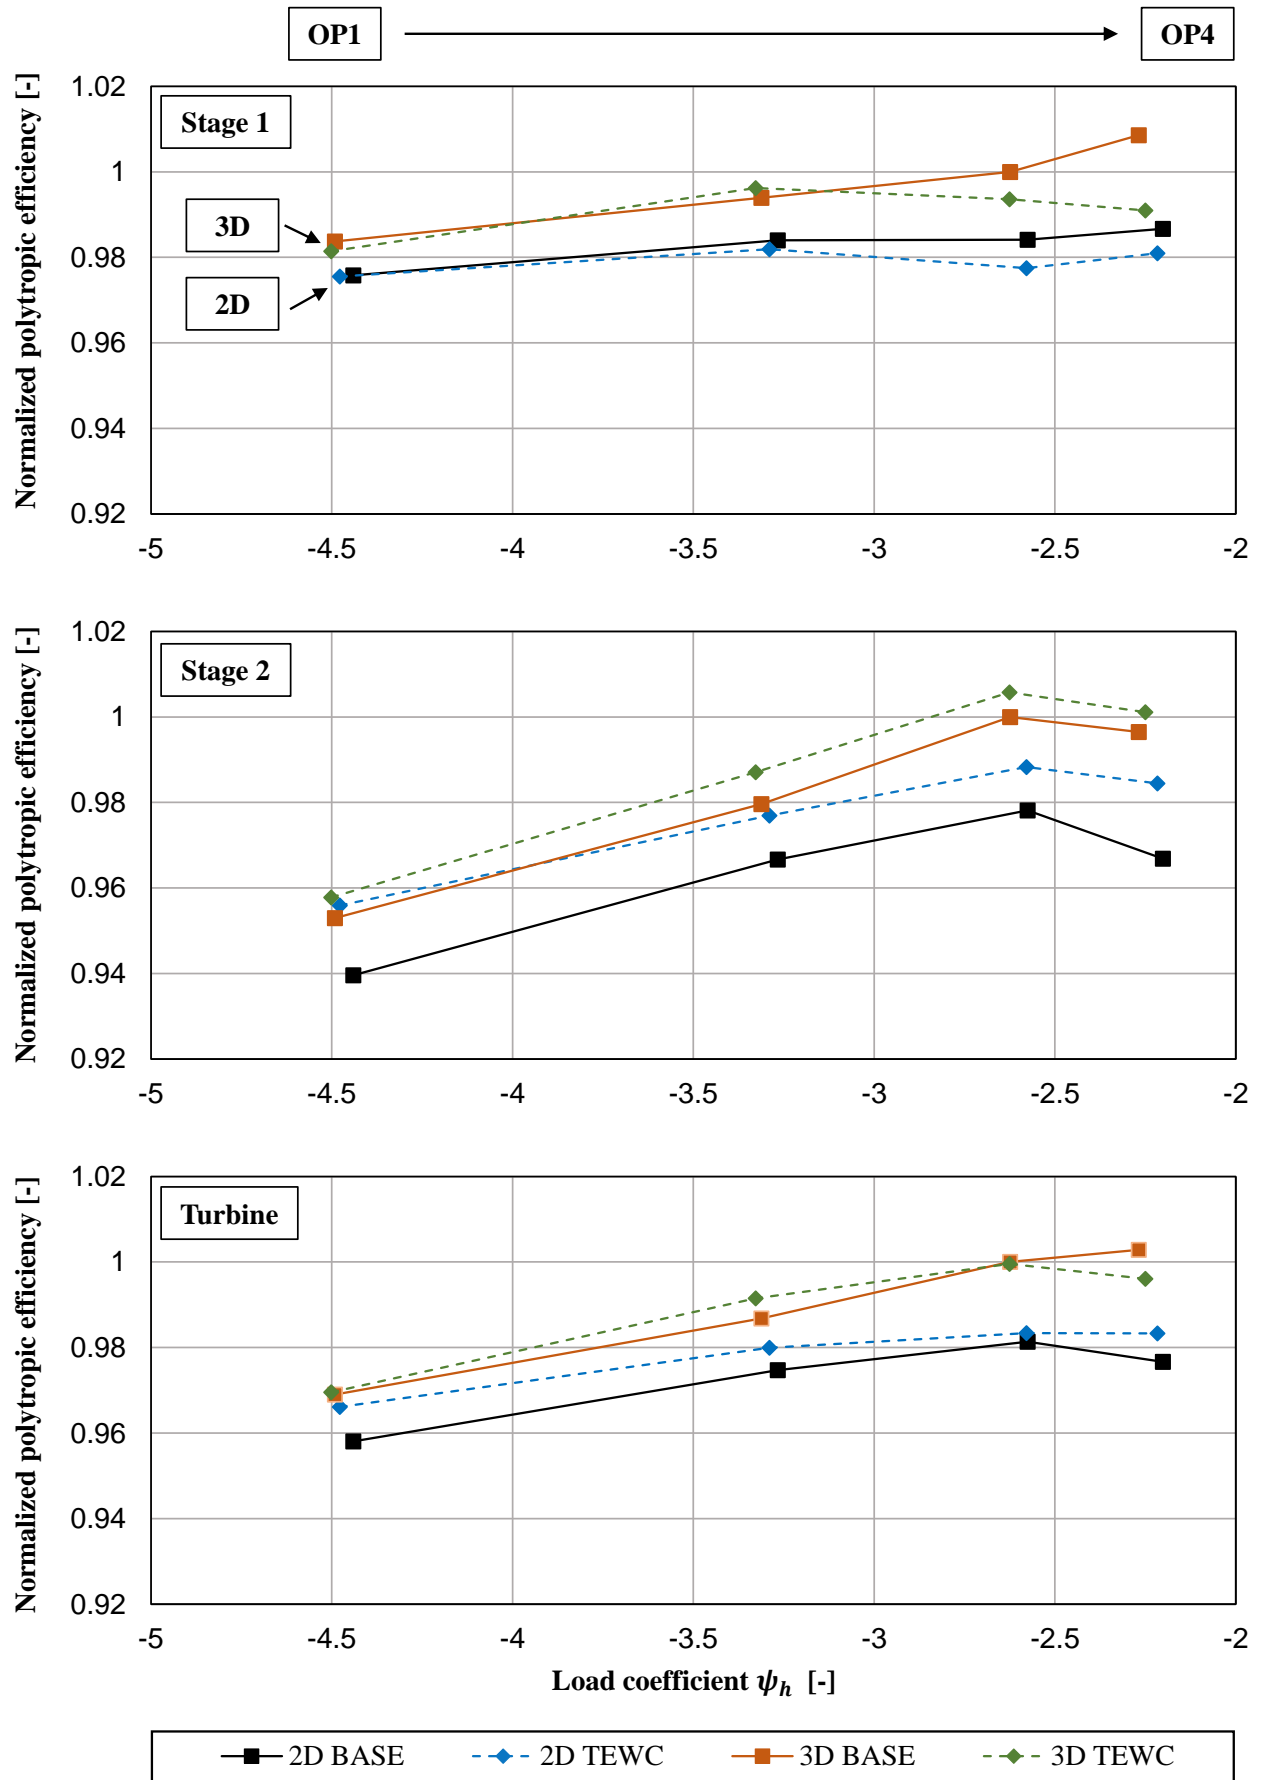 OP1
OP4
Normalized polytropic efficiency [-]
1.02
1
0.98
0.96
0.94
0.92
Stage 1
3D
2D
-5
-4.5
-4
-3.5
-3
-2.5
-2
Normalized polytropic efficiency [-]
1.02
1
0.98
0.96
0.94
0.92
Stage 2
-5
-4.5
-4
-3.5
-3
-2.5
-2
Normalized polytropic efficiency [-]
1.02
1
0.98
0.96
0.94
0.92
Turbine
-5
-4.5
-4
-3.5
-3
-2.5
-2
Load coefficient ψₕ [-]
2D BASE
2D TEWC
3D BASE
3D TEWC